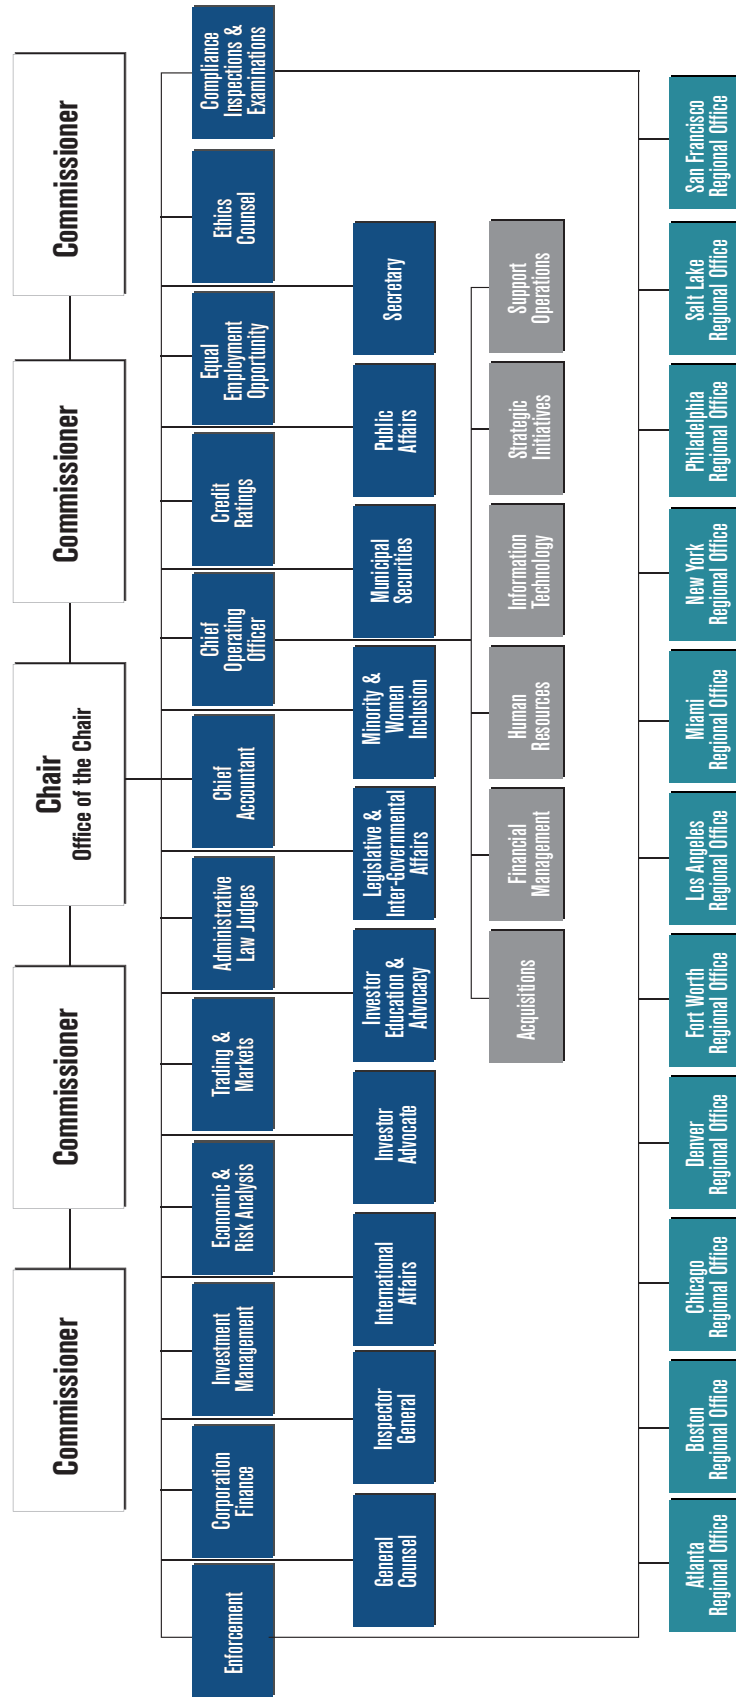 Commissioner
Commissioner
Chair
Office of the Chair
Commissioner
Commissioner
Enforcement
Corporation
Finance
Investment
Management
Economic &
Risk Analysis
Trading &
Markets
Administrative
Law Judges
Chief
Accountant
Chief
Operating
Officer
Credit
Ratings
Equal
Employment
Opportunity
Ethics
Counsel
Compliance
Inspections &
Examinations
General
Counsel
Inspector
General
International
Affairs
Investor
Advocate
Investor
Education &
Advocacy
Legislative &
Inter-Governmental
Affairs
Minority &
Women
Inclusion
Municipal
Securities
Public
Affairs
Secretary
Acquisitions
Financial
Management
Human
Resources
Information
Technology
Strategic
Initiatives
Support
Operations
Atlanta
Regional Office
Boston
Regional Office
Chicago
Regional Office
Denver
Regional Office
Fort Worth
Regional Office
Los Angeles
Regional Office
Miami
Regional Office
New York
Regional Office
Philadelphia
Regional Office
Salt Lake
Regional Office
San Francisco
Regional Office